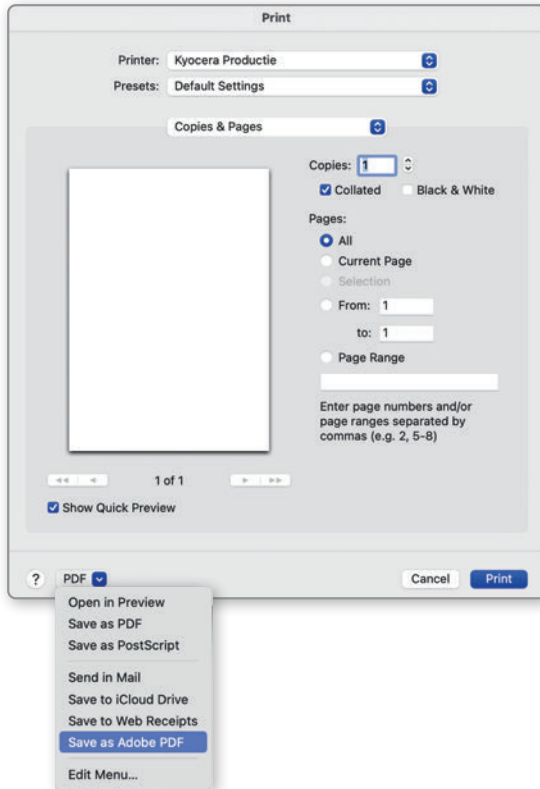 Print
Printer: Kyocera Productie
Presets: Default Settings
Copies & Pages
Copies: 1
Collated Black & White
Pages:
All
Current Page
Selection
From: 1
to: 1
Page Range
Enter page numbers and/or
page ranges separated by
commas (e.g. 2, 5-8)
1 of 1
Show Quick Preview
? PDF Cancel Print
Open in Preview
Save as PDF
Save as PostScript
Send in Mail
Save to iCloud Drive
Save to Web Receipts
Save as Adobe PDF
Edit Menu...